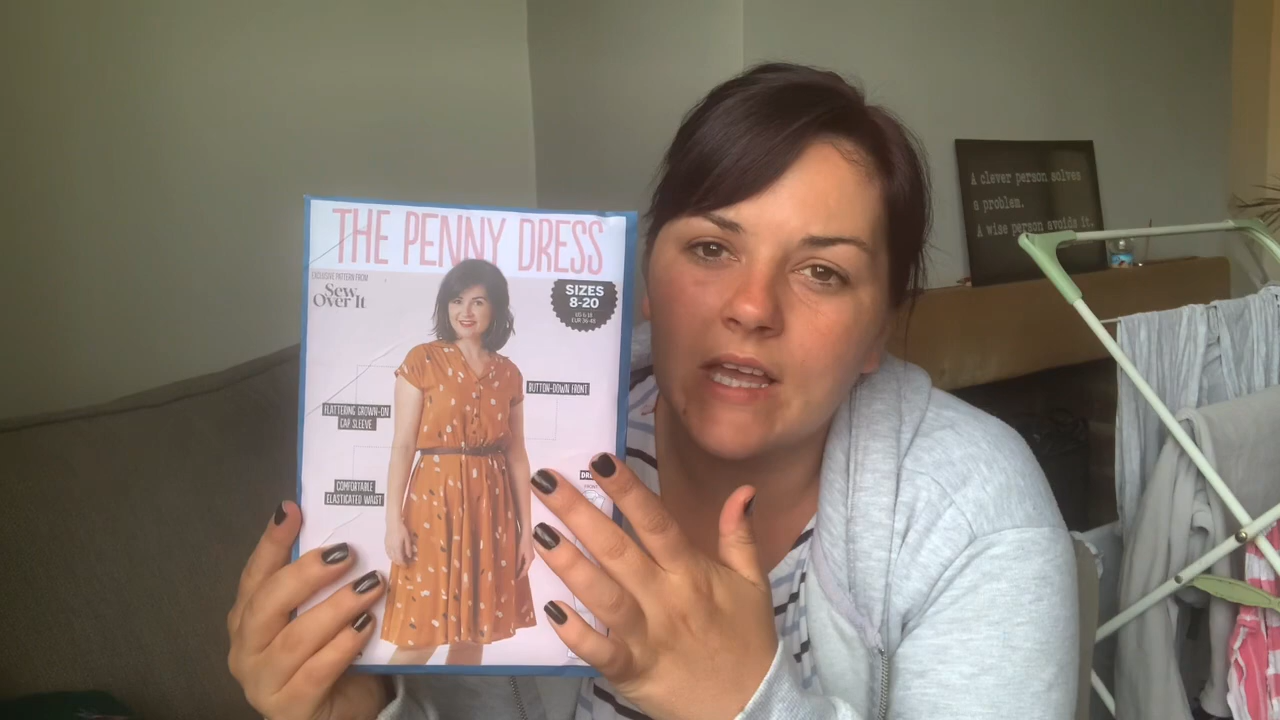 THE PENNY DRESS
EXCLUSIVE PATTERN FROM
Sew
Over It
SIZES
8-20
US 6-18
EUR 36-48
BUTTON-DOWN FRONT
FLATTERING GROWN-ON
CAP SLEEVE
COMFORTABLE
ELASTICATED WAIST
A clever person solves
a problem.
A wise person avoids it.